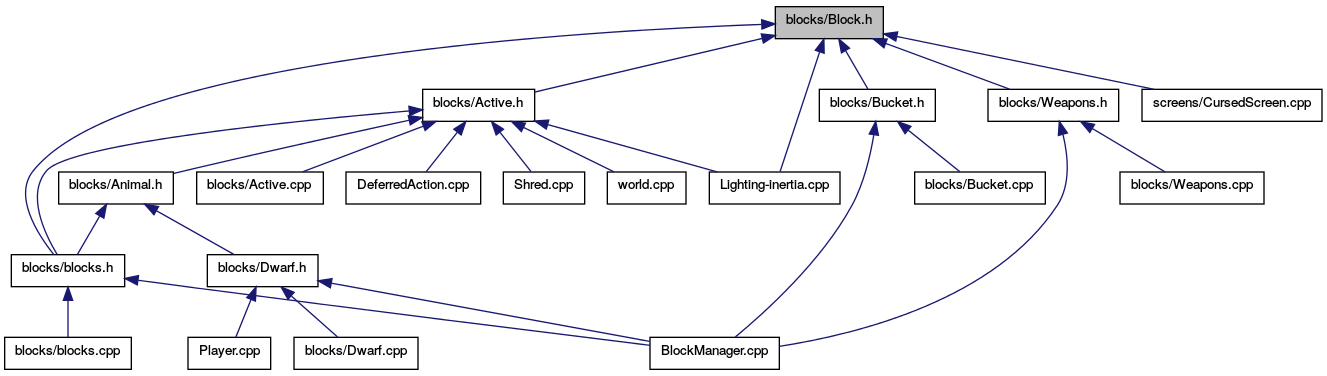 blocks/Block.h
blocks/Active.h
blocks/Bucket.h
blocks/Weapons.h
screens/CursedScreen.cpp
blocks/Animal.h
blocks/Active.cpp
DeferredAction.cpp
Shred.cpp
world.cpp
Lighting-inertia.cpp
blocks/Bucket.cpp
blocks/Weapons.cpp
blocks/blocks.h
blocks/Dwarf.h
blocks/blocks.cpp
Player.cpp
blocks/Dwarf.cpp
BlockManager.cpp